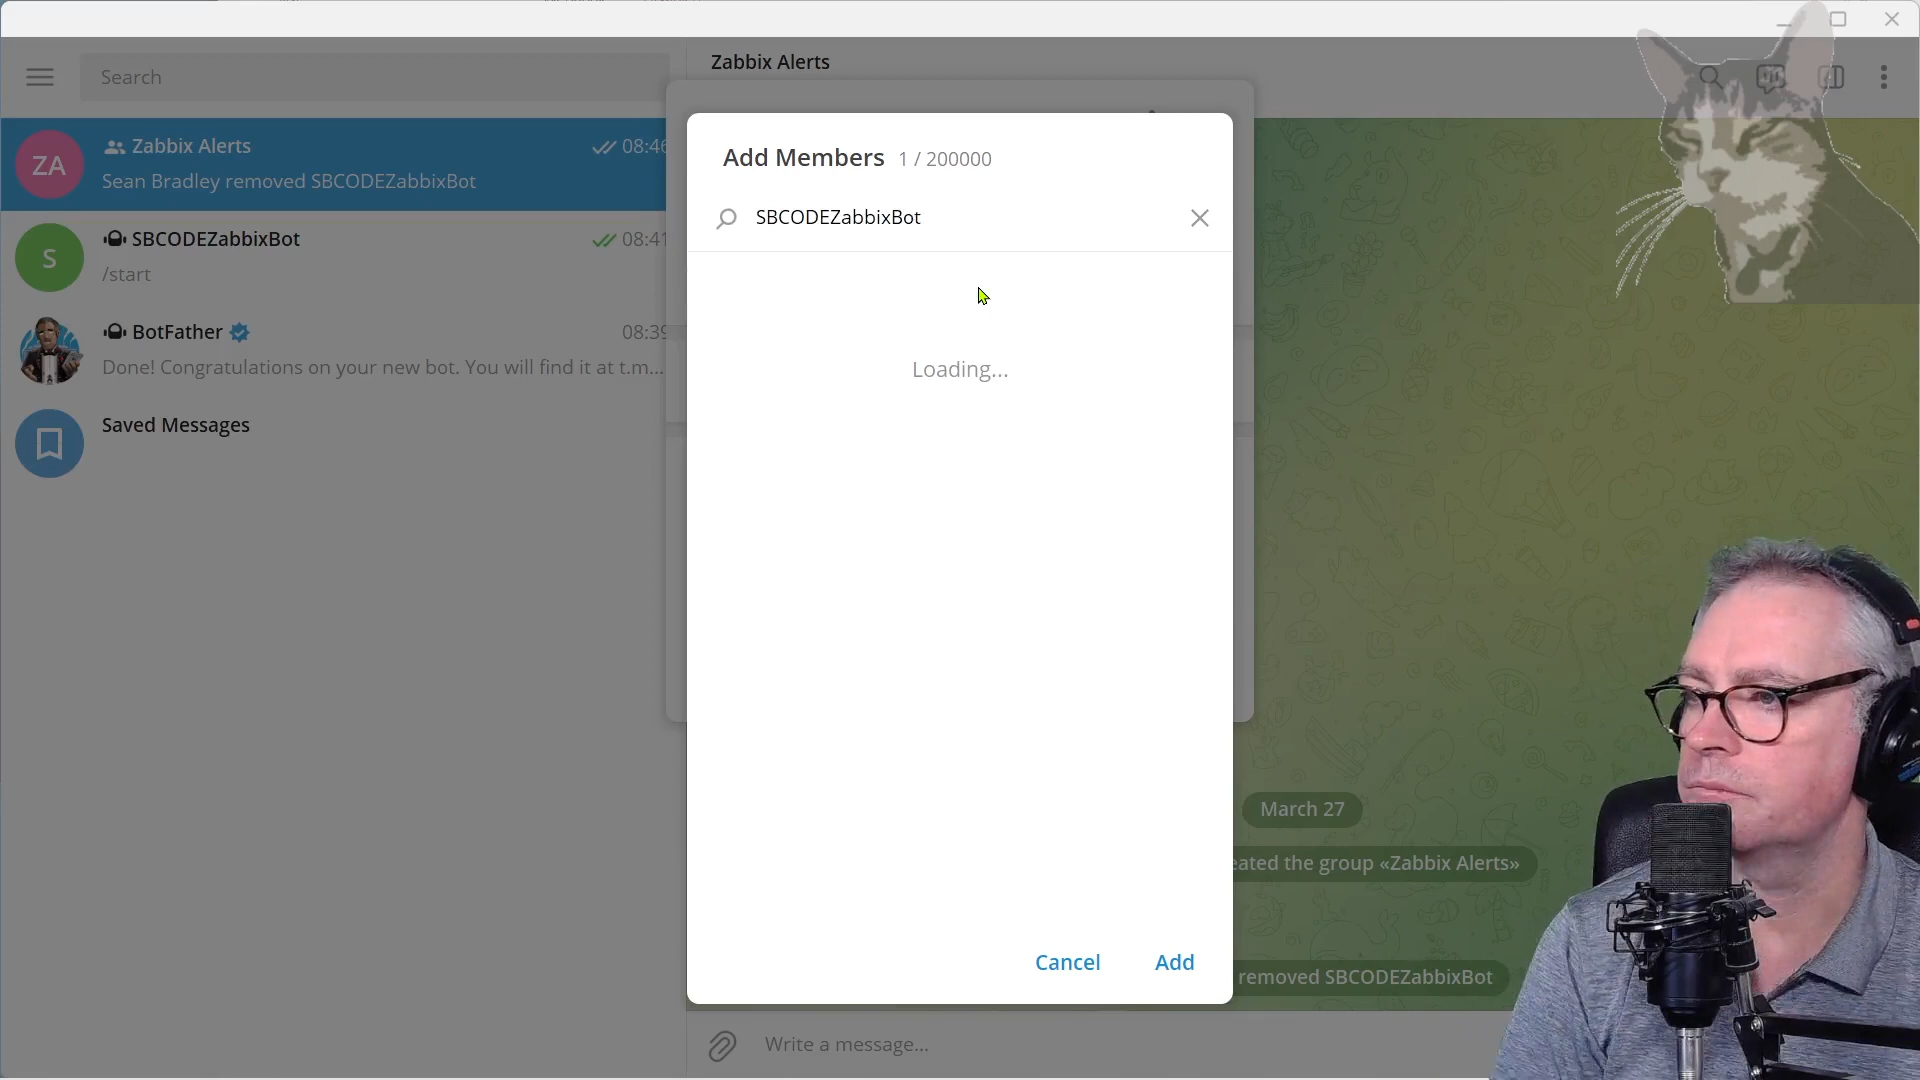 Search
Zabbix Alerts
ZA
Zabbix Alerts
08:46
Sean Bradley removed SBCODEZabbixBot
S
SBCODEZabbixBot
08:41
/start
BotFather
08:39
Done! Congratulations on your new bot. You will find it at t.m...
Saved Messages
Add Members 1 / 200000
SBCODEZabbixBot
Loading...
Cancel
Add
March 27
eated the group «Zabbix Alerts»
removed SBCODEZabbixBot
Write a message...